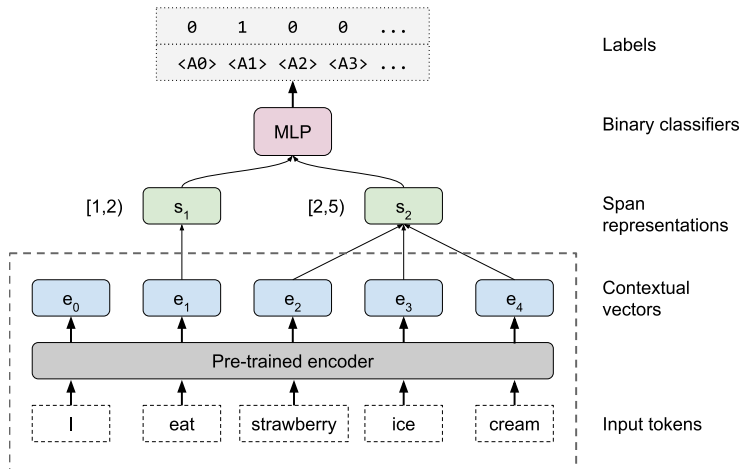 0 1 0 0 ...
Labels
<A0> <A1> <A2> <A3> ...
MLP
Binary classifiers
[1,2) s1 [2,5) s2
Span
representations
e0 e1 e2 e3 e4
Contextual
vectors
Pre-trained encoder
I eat strawberry ice cream
Input tokens